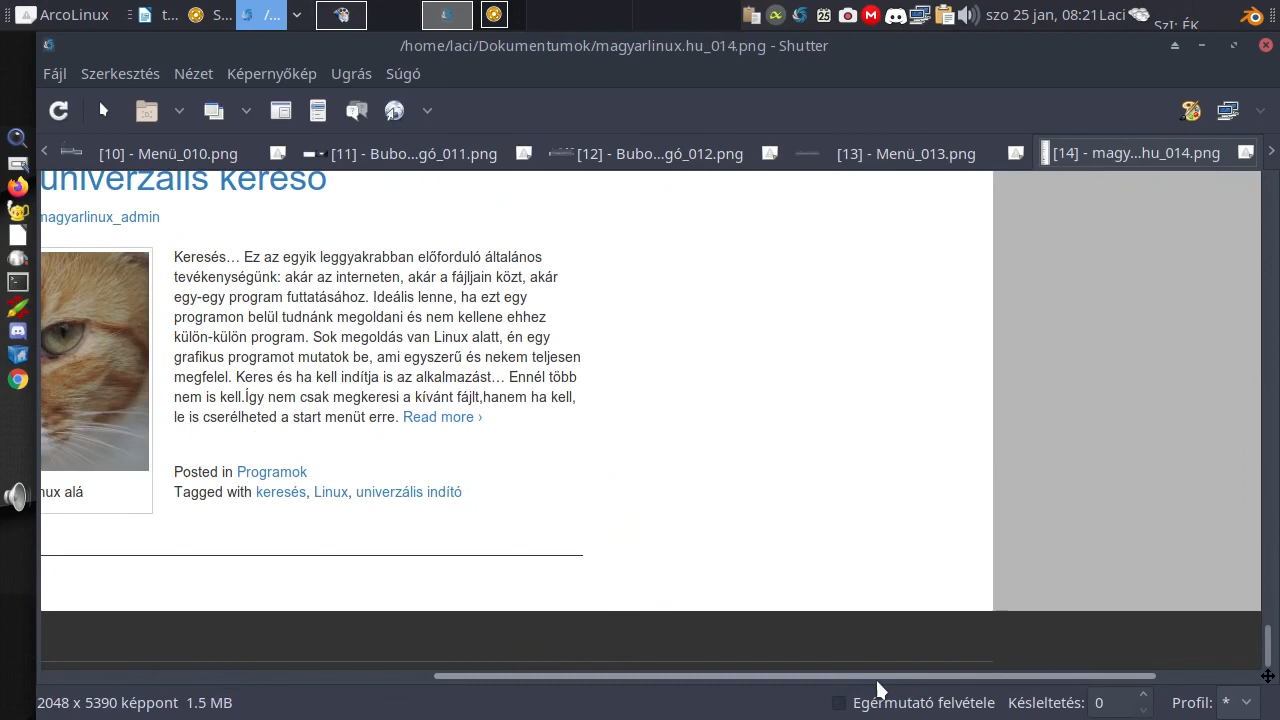 ArcoLinux
t...
S...
/...
25
szo 25 jan, 08:21 Laci
Szl: ÉK
/home/laci/Dokumentumok/magyarlinux.hu_014.png - Shutter
Fájl Szerkesztés Nézet Képernyőkép Ugrás Súgó
[10] - Menü_010.png
[11] - Bubo...gó_011.png
[12] - Bubo...gó_012.png
[13] - Menü_013.png
[14] - magy...hu_014.png
univerzális kereső
magyarlinux_admin
Keresés… Ez az egyik leggyakrabban előforduló általános
tevékenységünk: akár az interneten, akár a fájljain közt, akár
egy-egy program futtatásához. Ideális lenne, ha ezt egy
programon belül tudnánk megoldani és nem kellene ehhez
külön-külön program. Sok megoldás van Linux alatt, én egy
grafikus programot mutatok be, ami egyszerű és nekem teljesen
megfelel. Keres és ha kell indítja is az alkalmazást… Ennél több
nem is kell.Így nem csak megkeresi a kívánt fájlt,hanem ha kell,
le is cserélheted a start menüt erre. Read more ›
Posted in Programok
nux alá
Tagged with keresés, Linux, univerzális indító
2048 x 5390 képpont 1.5 MB
Egérmutató felvétele Késleltetés: 0 Profil: *